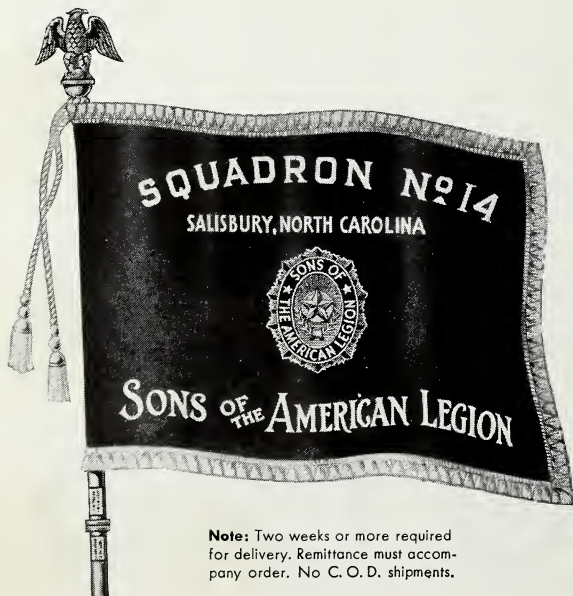 SQUADRON No 14
SALISBURY, NORTH CAROLINA
SONS OF
THE AMERICAN LEGION
SONS OF THE AMERICAN LEGION
Note: Two weeks or more required
for delivery. Remittance must accom-
pany order. No C. O. D. shipments.